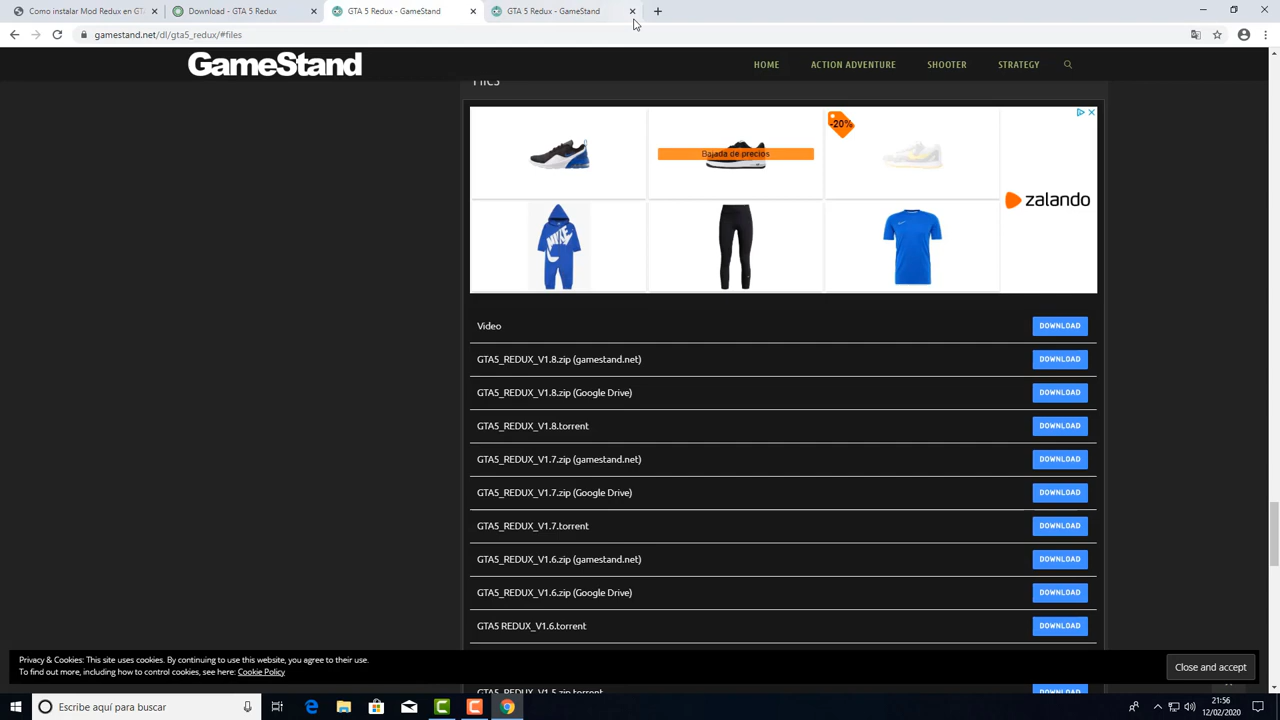 Como instalar Mod Redux en GTA
Download 5 Redux
GTA 5 Redux - GameStand
GTA 5 Redux - GameStand
gamestand.net/dl/gta5_redux/#files
GameStand
HOME
ACTION ADVENTURE
SHOOTER
STRATEGY
Files
-20%
Bajada de precios
zalando
Video
DOWNLOAD
GTA5_REDUX_V1.8.zip (gamestand.net)
DOWNLOAD
GTA5_REDUX_V1.8.zip (Google Drive)
DOWNLOAD
GTA5_REDUX_V1.8.torrent
DOWNLOAD
GTA5_REDUX_V1.7.zip (gamestand.net)
DOWNLOAD
GTA5_REDUX_V1.7.zip (Google Drive)
DOWNLOAD
GTA5_REDUX_V1.7.torrent
DOWNLOAD
GTA5_REDUX_V1.6.zip (gamestand.net)
DOWNLOAD
GTA5_REDUX_V1.6.zip (Google Drive)
DOWNLOAD
GTA5 REDUX_V1.6.torrent
DOWNLOAD
Privacy & Cookies: This site uses cookies. By continuing to use this website, you agree to their use.
To find out more, including how to control cookies, see here: Cookie Policy
Close and accept
GTA5_REDUX_V1.5.torrent
Escribe aquí para buscar
21:56
12/02/2020